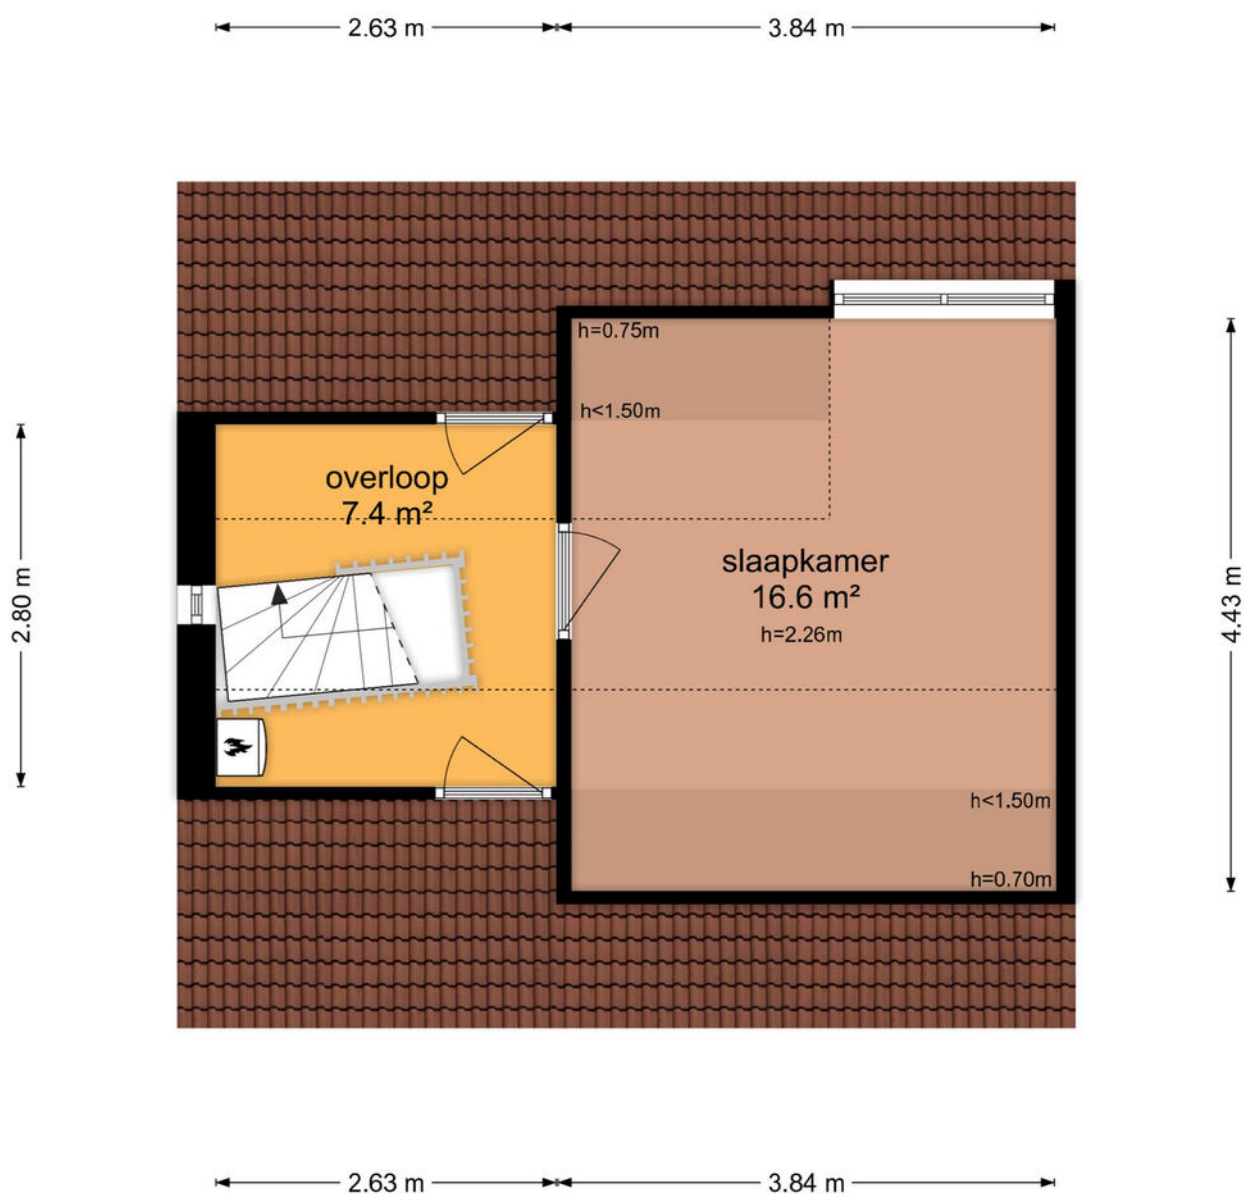 2.63 m
3.84 m
h=0.75m
h<1.50m
overloop
7.4 m²
slaapkamer
16.6 m²
h=2.26m
2.80 m
4.43 m
h<1.50m
h=0.70m
2.63 m
3.84 m